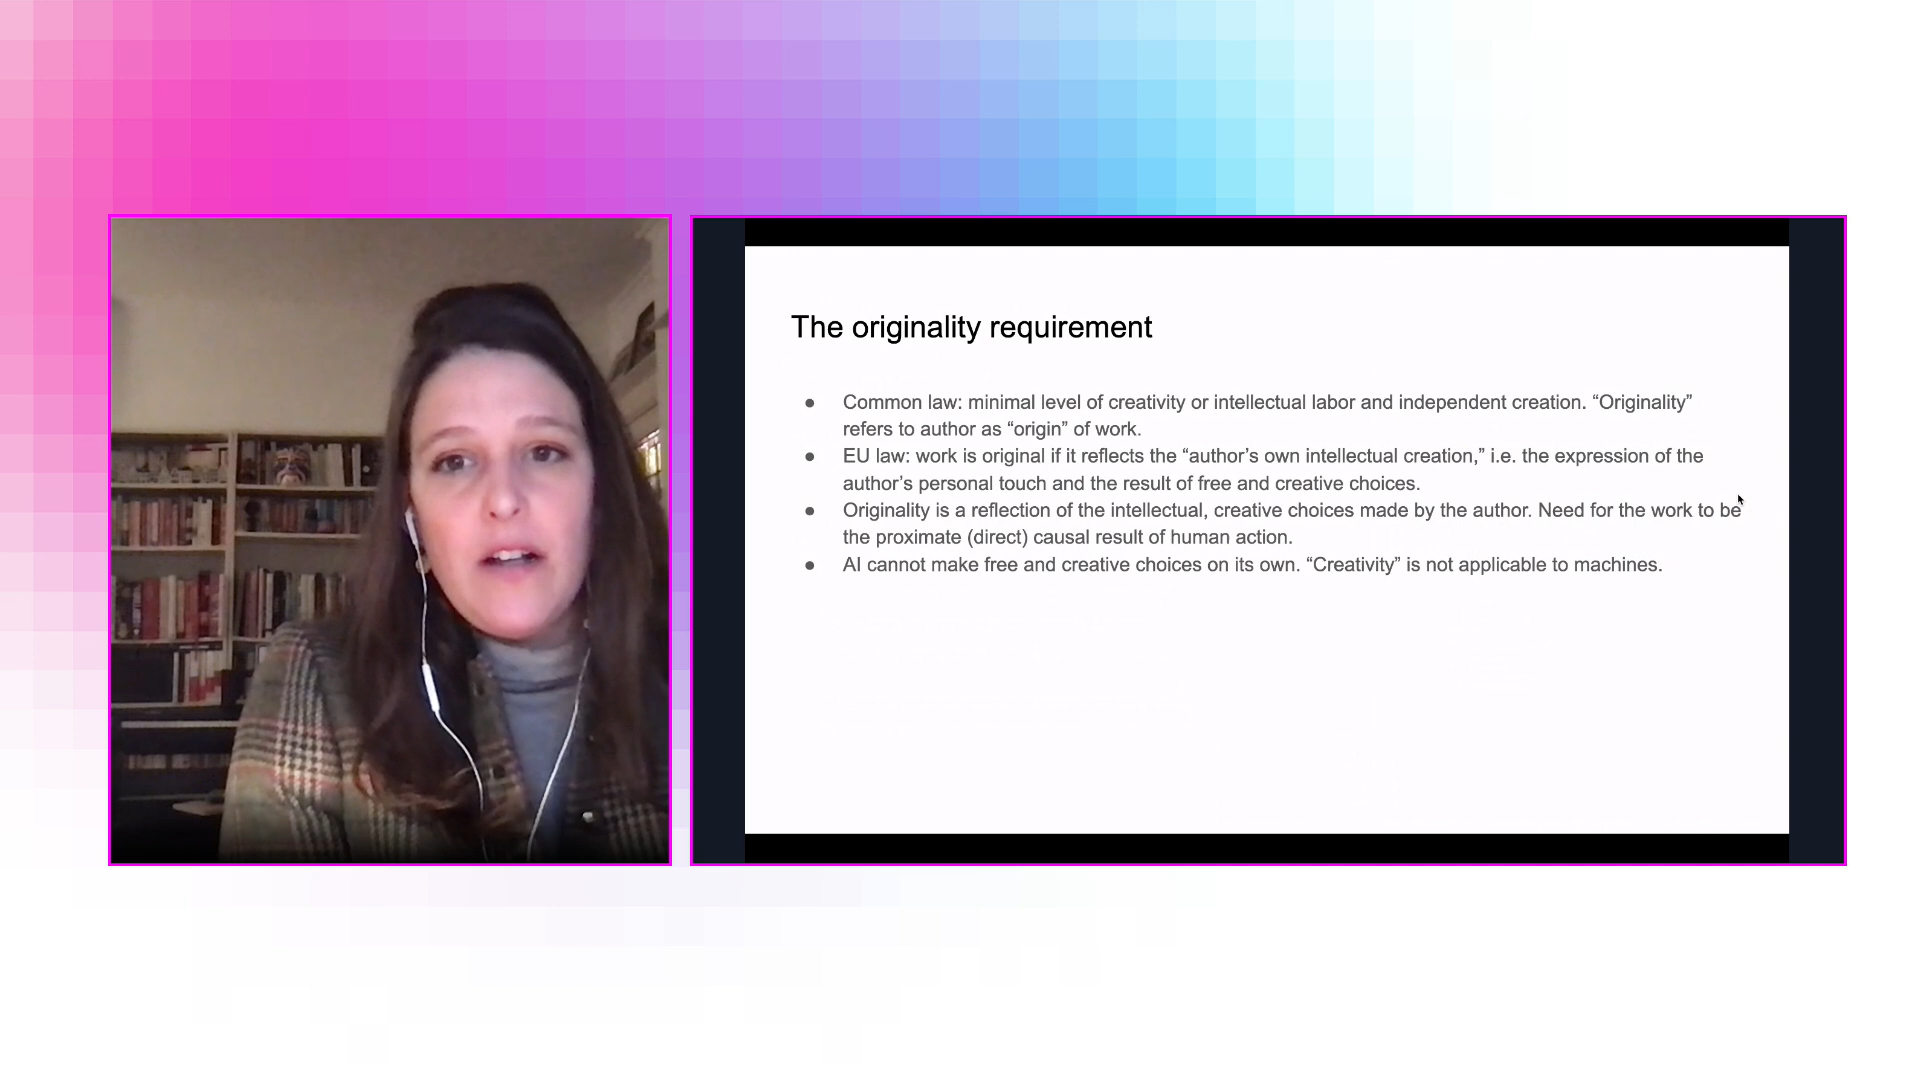 The originality requirement
● Common law: minimal level of creativity or intellectual labor and independent creation. “Originality”
refers to author as “origin” of work.
● EU law: work is original if it reflects the “author’s own intellectual creation,” i.e. the expression of the
author’s personal touch and the result of free and creative choices.
● Originality is a reflection of the intellectual, creative choices made by the author. Need for the work to be
the proximate (direct) causal result of human action.
● AI cannot make free and creative choices on its own. “Creativity” is not applicable to machines.